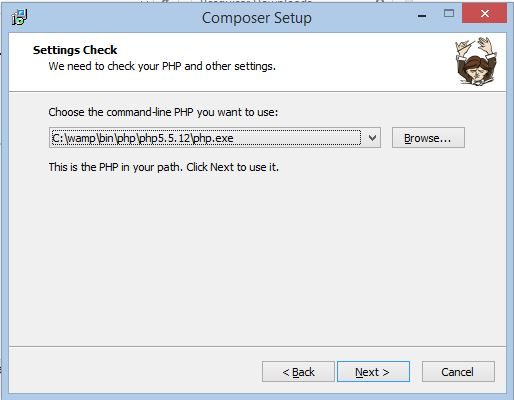 Composer Setup
Settings Check
We need to check your PHP and other settings.
Choose the command-line PHP you want to use:
C:\wamp\bin\php\php5.5.12\php.exe
Browse...
This is the PHP in your path. Click Next to use it.
< Back
Next >
Cancel